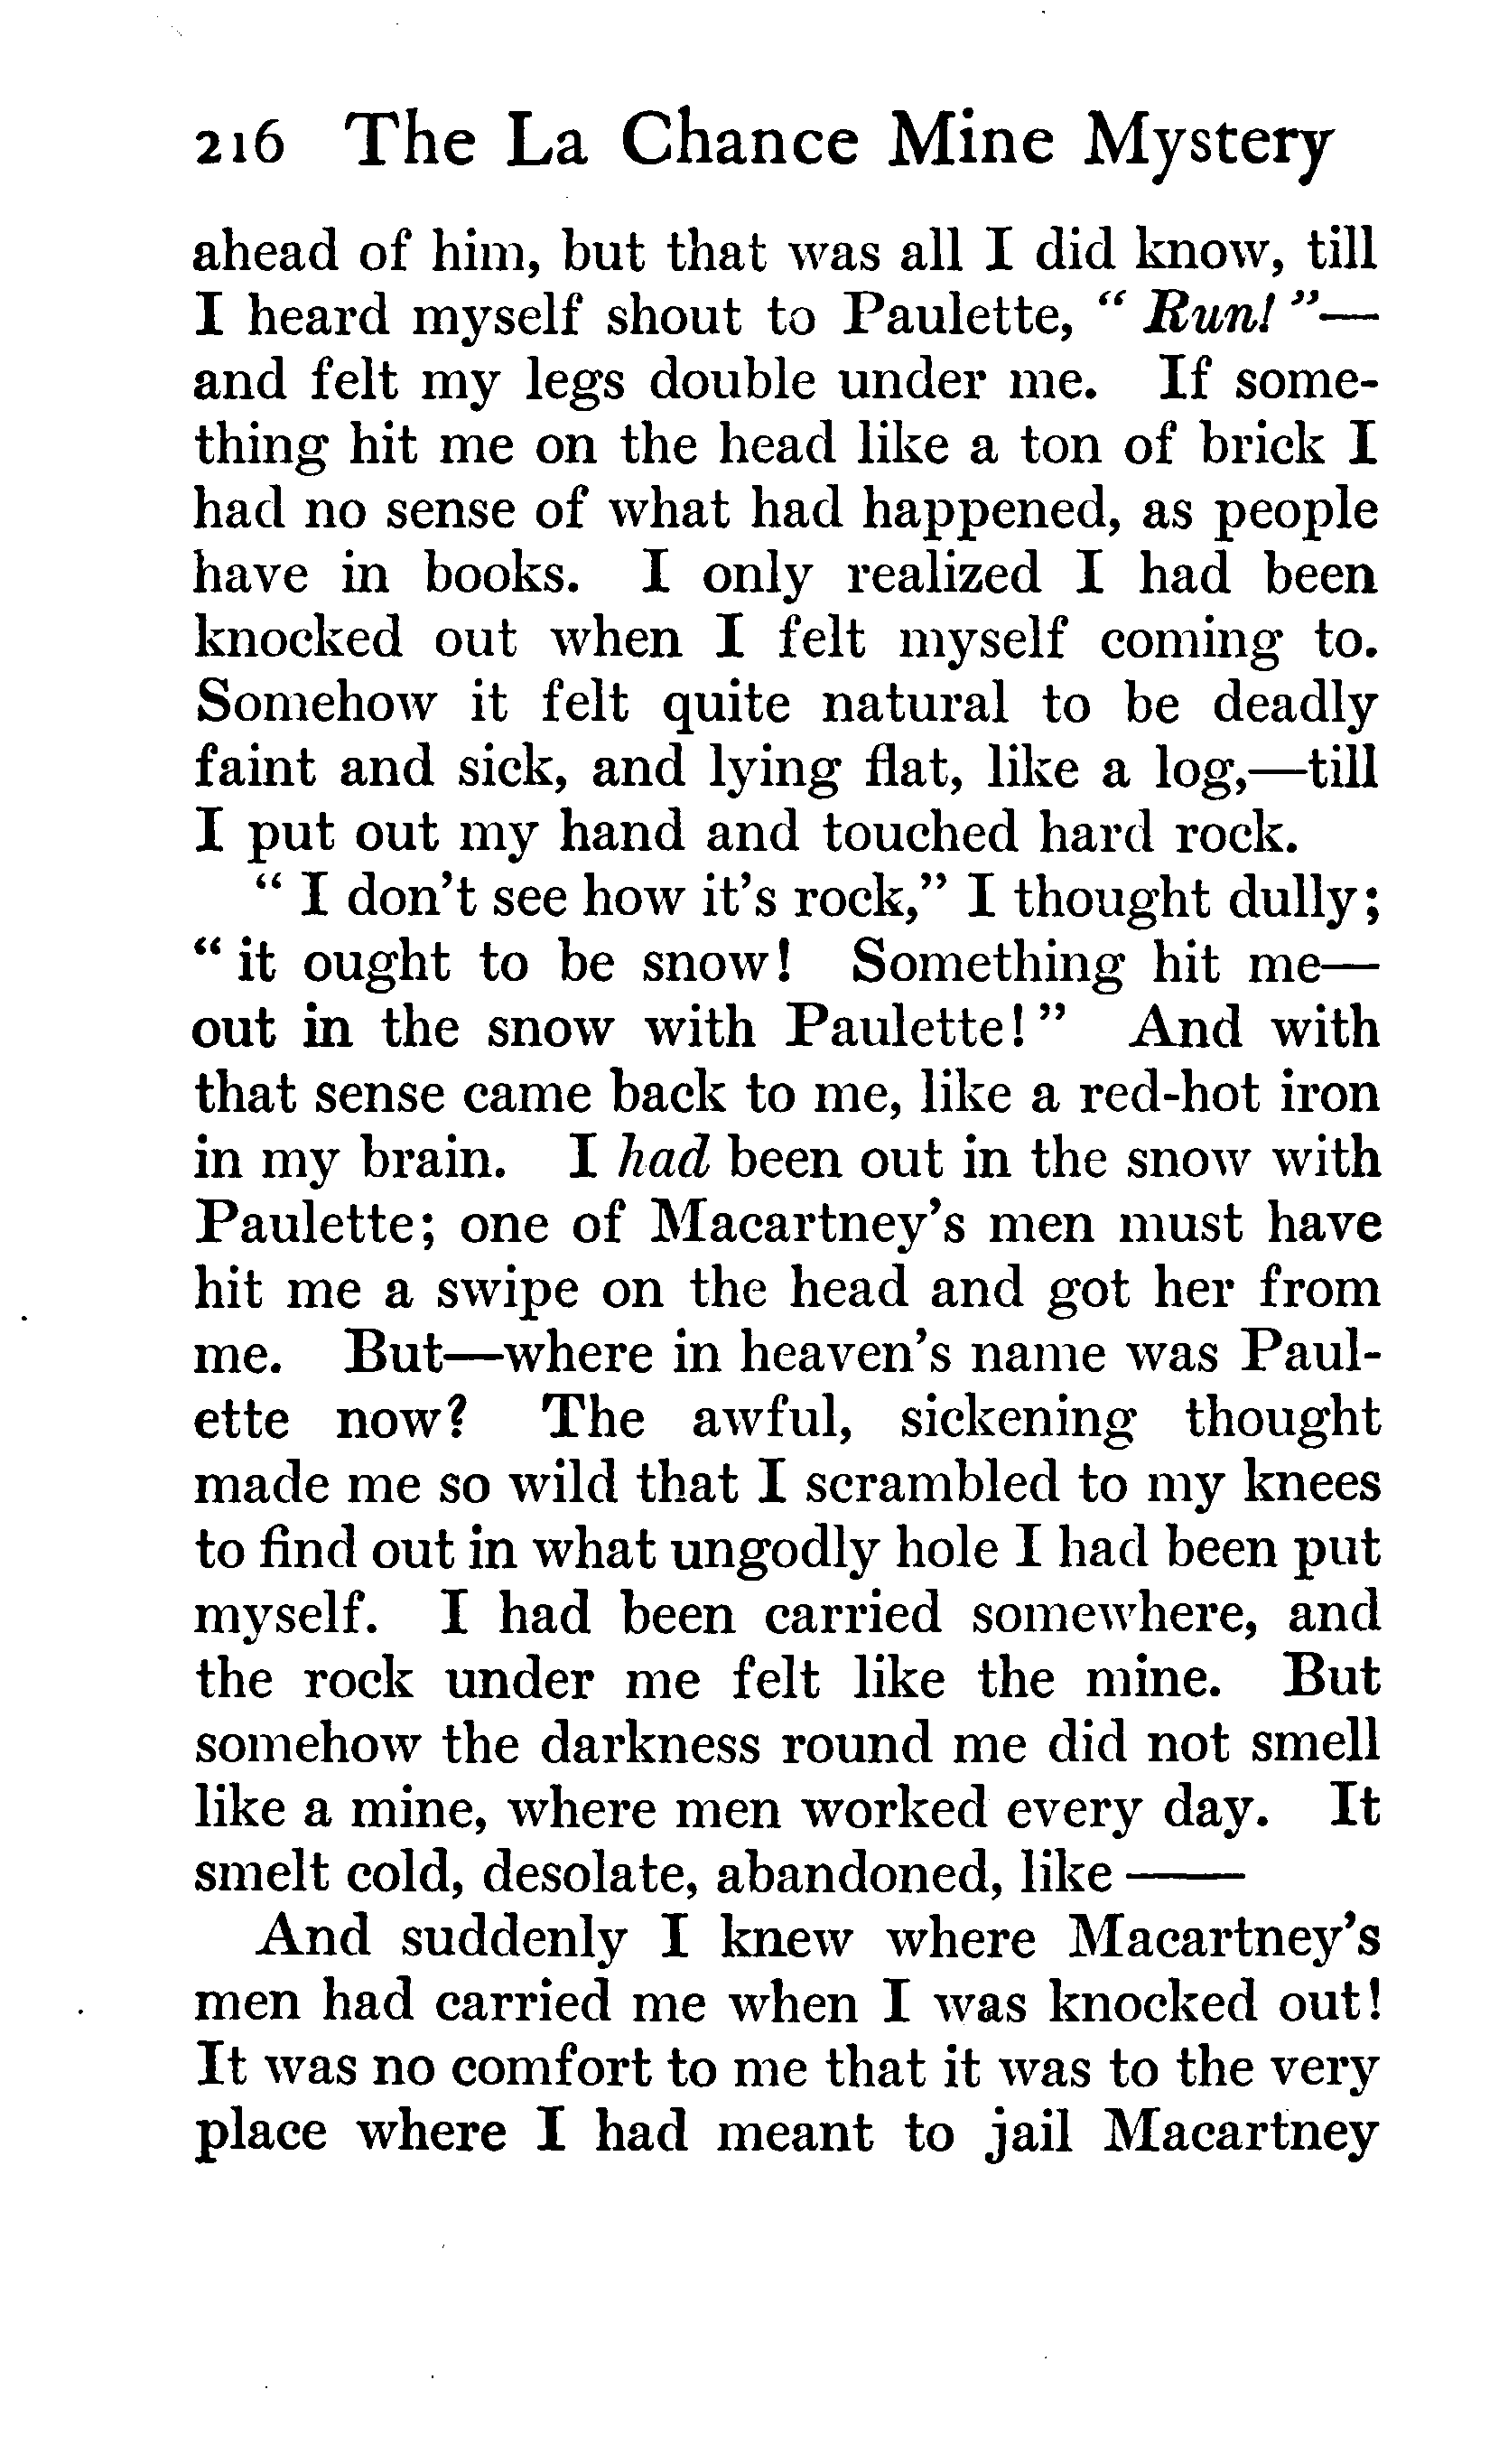 216 The La Chance Mine Mystery
ahead of him, but that was all I did know, till
I heard myself shout to Paulette, " Run! "—
and felt my legs double under me. If some-
thing hit me on the head like a ton of brick I
had no sense of what had happened, as people
have in books. I only realized I had been
knocked out when I felt myself coming to.
Somehow it felt quite natural to be deadly
faint and sick, and lying flat, like a log,—till
I put out my hand and touched hard rock.
" I don't see how it's rock," I thought dully;
" it ought to be snow! Something hit me—
out in the snow with Paulette! " And with
that sense came back to me, like a red-hot iron
in my brain. I had been out in the snow with
Paulette; one of Macartney's men must have
hit me a swipe on the head and got her from
me. But—where in heaven's name was Paul-
ette now? The awful, sickening thought
made me so wild that I scrambled to my knees
to find out in what ungodly hole I had been put
myself. I had been carried somewhere, and
the rock under me felt like the mine. But
somehow the darkness round me did not smell
like a mine, where men worked every day. It
smelt cold, desolate, abandoned, like ——
And suddenly I knew where Macartney's
men had carried me when I was knocked out!
It was no comfort to me that it was to the very
place where I had meant to jail Macartney